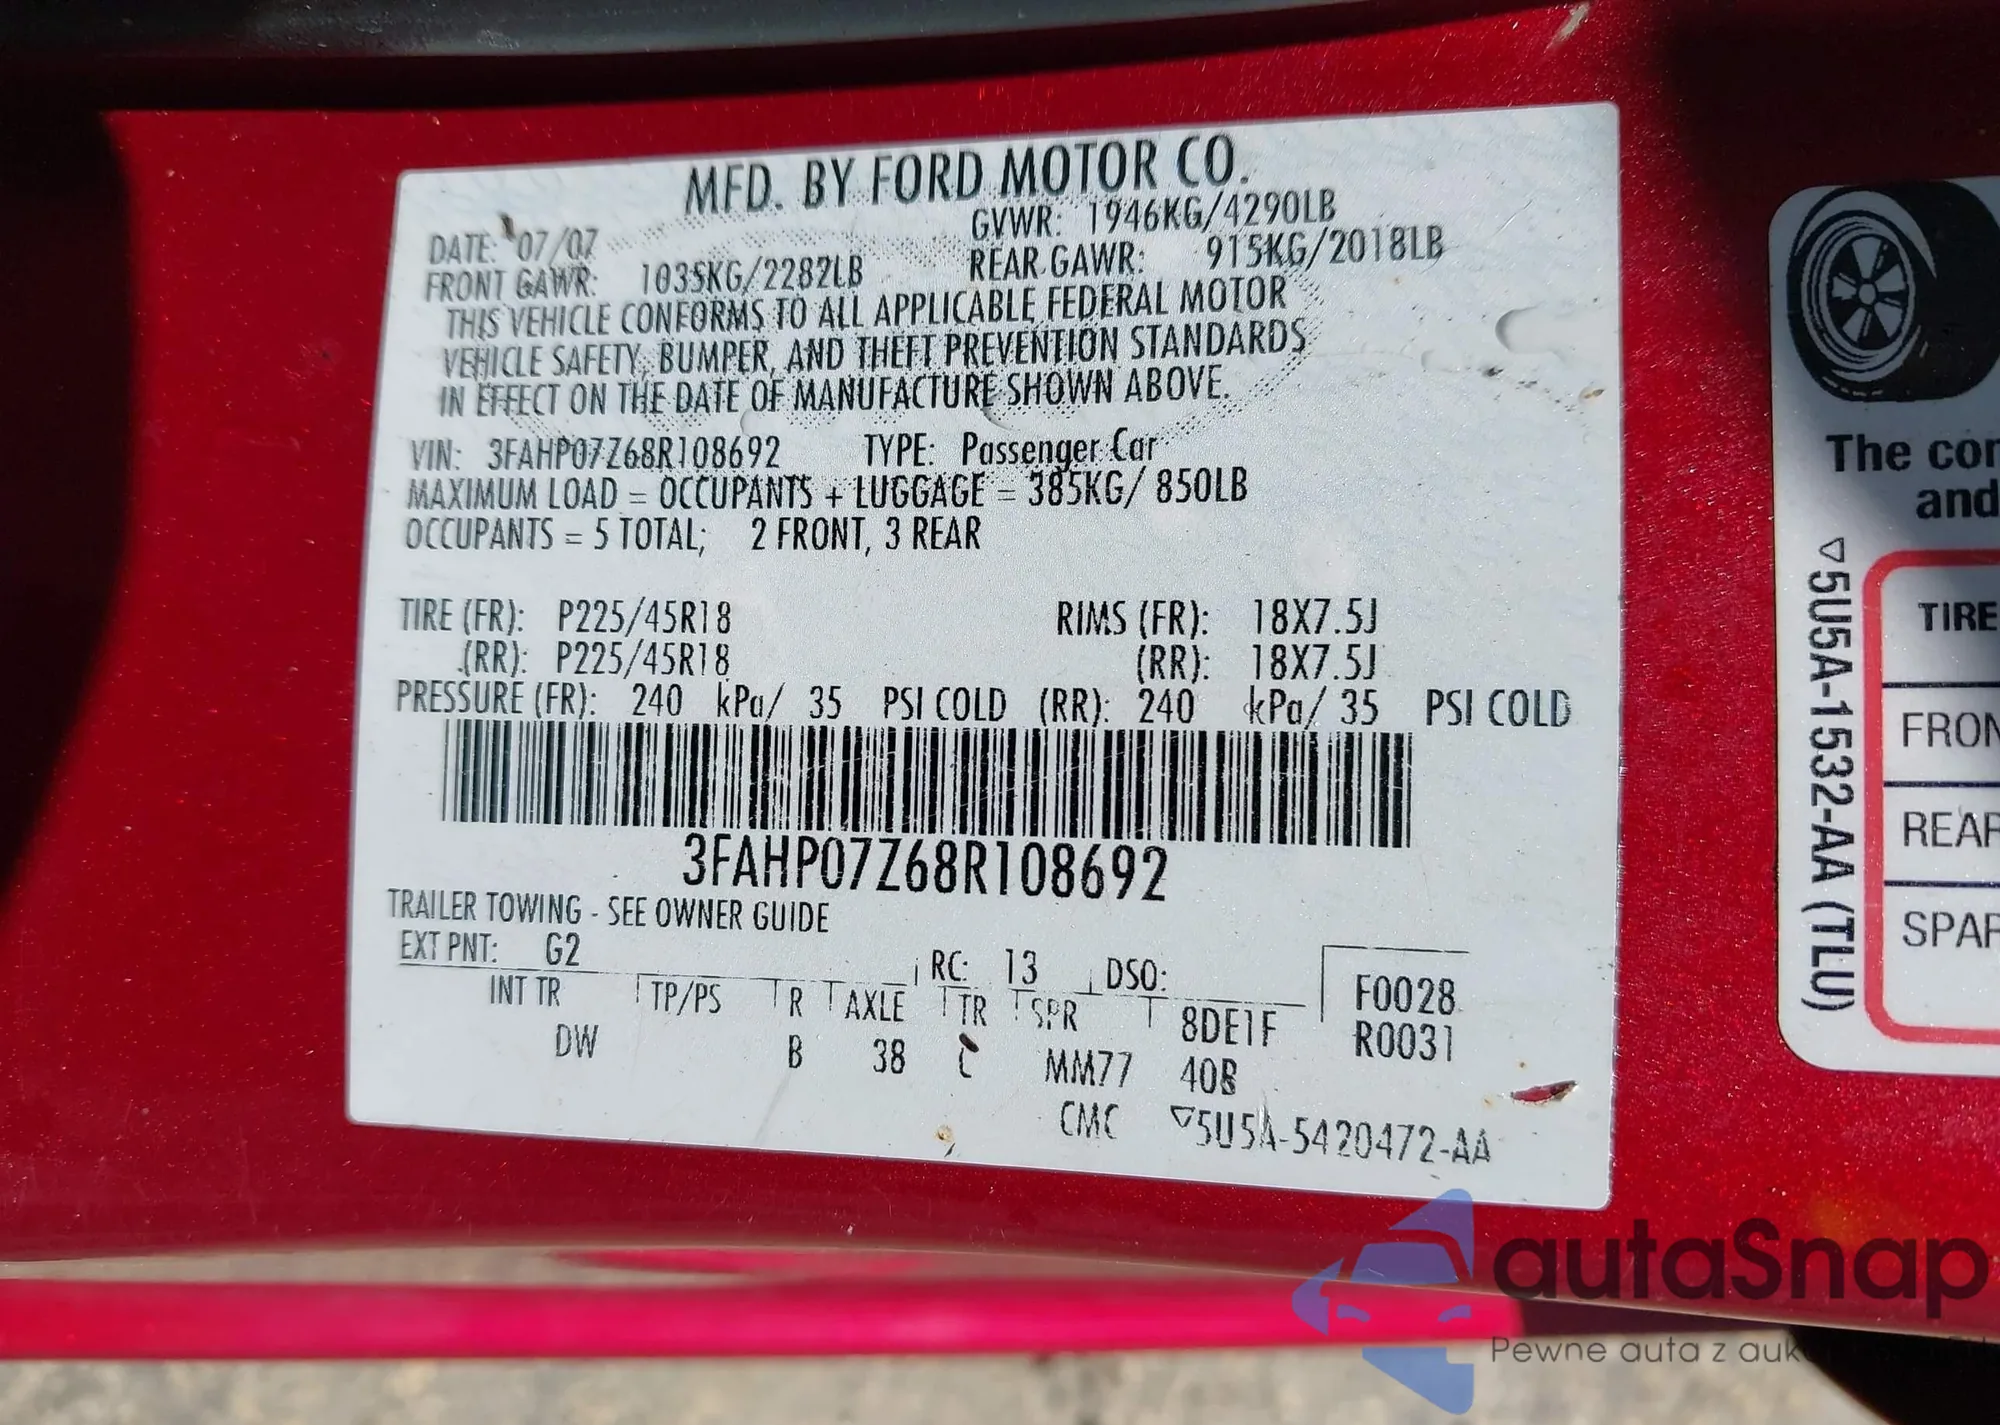 MFD. BY FORD MOTOR CO.
DATE: 07/07 GVWR: 1946KG/4290LB
FRONT GAWR: 1035KG/2282LB REAR GAWR: 915KG/2018LB
THIS VEHICLE CONFORMS TO ALL APPLICABLE FEDERAL MOTOR
VEHICLE SAFETY, BUMPER, AND THEFT PREVENTION STANDARDS
IN EFFECT ON THE DATE OF MANUFACTURE SHOWN ABOVE.
VIN: 3FAHP07Z68R108692 TYPE: Passenger Car
MAXIMUM LOAD = OCCUPANTS + LUGGAGE = 385KG/ 850LB
OCCUPANTS = 5 TOTAL; 2 FRONT, 3 REAR
TIRE (FR): P225/45R18 RIMS (FR): 18X7.5J
(RR): P225/45R18 (RR): 18X7.5J
PRESSURE (FR): 240 kPa/ 35 PSI COLD (RR): 240 kPa/ 35 PSI COLD
3FAHP07Z68R108692
TRAILER TOWING - SEE OWNER GUIDE
EXT PNT: G2 RC: 13 DSO:
INT TR TP/PS R AXLE TR SPR 8DE1F F0028
DW B 38 MM77 40B R0031
CMC 5U5A-5420472-AA
The
and
TIRE
REAR
5U5A-1532-AA (TLU)
autaSnap
Pewne auta z